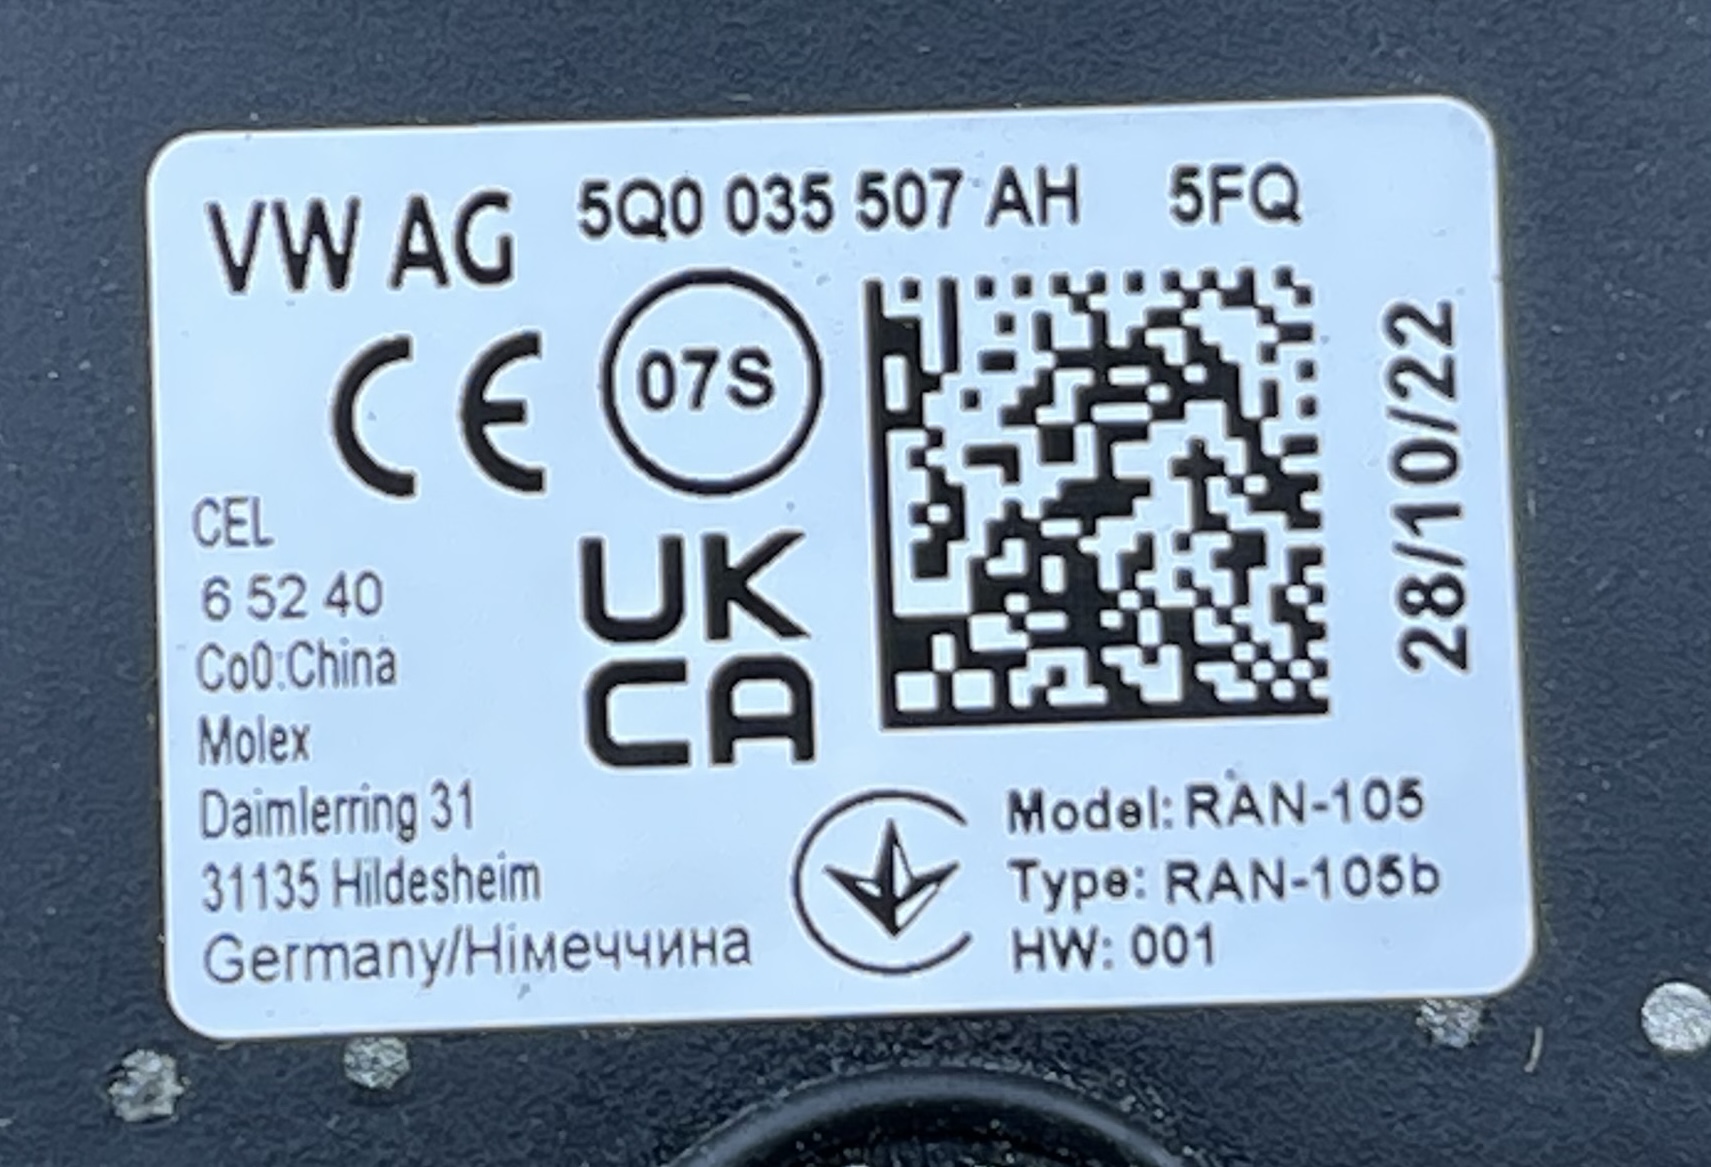 VW AG 5Q0 035 507 AH 5FQ
CE
07S
28/10/22
CEL
6 52 40
UK
CA
Co0:China
Molex
Daimlerring 31
31135 Hildesheim
Germany/Німеччина
Model: RAN-105
Type: RAN-105b
HW: 001